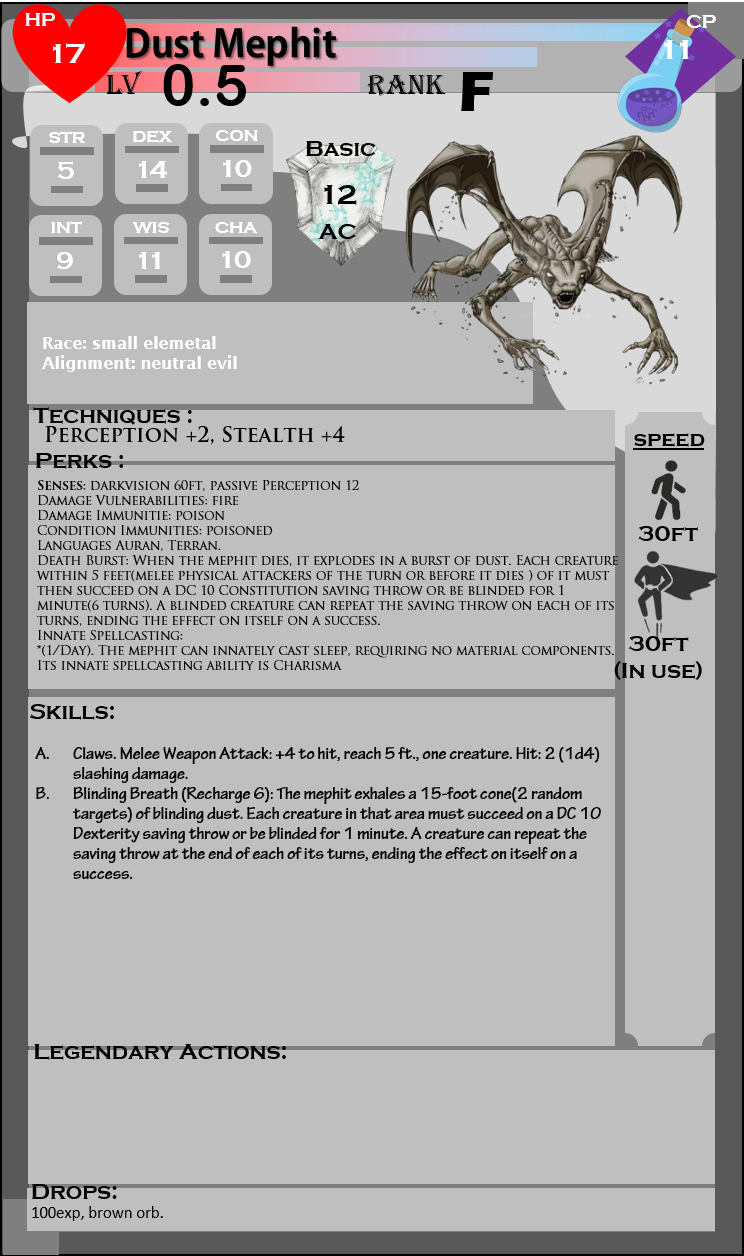 HP
17
Dust Mephit
CP
11
LV 0.5 RANK F
STR
5
DEX
14
CON
10
INT
9
WIS
11
CHA
10
Basic
12
AC
Race: small elemetal
Alignment: neutral evil
Techniques :
Perception +2, Stealth +4
Perks :
Senses: darkvision 60ft, passive Perception 12
Damage Vulnerabilities: fire
Damage Immunitie: poison
Condition Immunities: poisoned
Languages Auran, Terran.
Death Burst: When the mephit dies, it explodes in a burst of dust. Each creature
within 5 feet(melee physical attackers of the turn or before it dies ) of it must
then succeed on a DC 10 Constitution saving throw or be blinded for 1
minute(6 turns). A blinded creature can repeat the saving throw on each of its
turns, ending the effect on itself on a success.
Innate Spellcasting:
*(1/Day). The mephit can innately cast sleep, requiring no material components.
Its innate spellcasting ability is Charisma
SPEED
30FT
30FT
(In use)
Skills:
A. Claws. Melee Weapon Attack: +4 to hit, reach 5 ft., one creature. Hit: 2 (1d4)
slashing damage.
B. Blinding Breath (Recharge 6): The mephit exhales a 15-foot cone(2 random
targets) of blinding dust. Each creature in that area must succeed on a DC 10
Dexterity saving throw or be blinded for 1 minute. A creature can repeat the
saving throw at the end of each of its turns, ending the effect on itself on a
success.
Legendary Actions:
Drops:
100exp, brown orb.